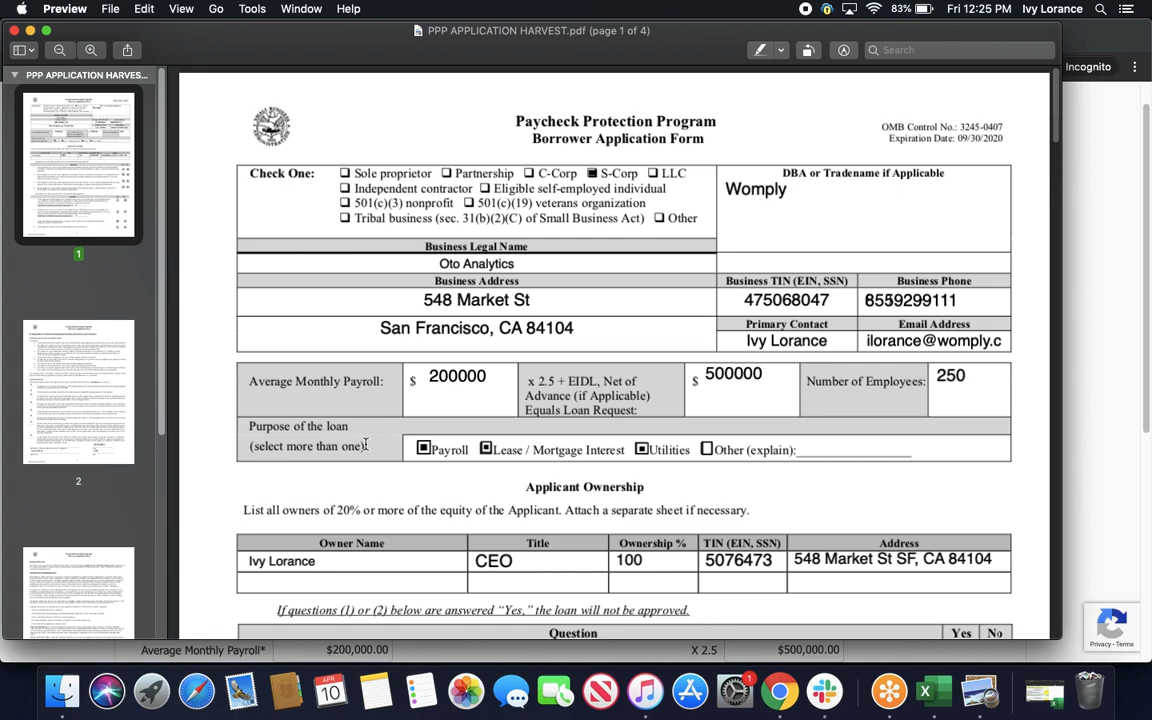 Preview File Edit View Go Tools Window Help 83% Fri 12:25 PM Ivy Lorance
PPP APPLICATION HARVEST.pdf (page 1 of 4)
Search
Incognito
PPP APPLICATION HARVES...
1
2
Paycheck Protection Program
Borrower Application Form
OMB Control No.: 3245-0407
Expiration Date: 09/30/2020
Check One: Sole proprietor Partnership C-Corp S-Corp LLC
Independent contractor Eligible self-employed individual
501(c)(3) nonprofit 501(c)(19) veterans organization
Tribal business (sec. 31(b)(2)(C) of Small Business Act) Other
DBA or Tradename if Applicable
Womply
Business Legal Name
Oto Analytics
Business Address Business TIN (EIN, SSN) Business Phone
548 Market St 475068047 8559299111
San Francisco, CA 84104
Primary Contact Email Address
Ivy Lorance ilorance@womply.c
Average Monthly Payroll: $ 200000
x 2.5 + EIDL, Net of
Advance (if Applicable)
Equals Loan Request:
$ 500000 Number of Employees: 250
Purpose of the loan
(select more than one): Payroll Lease / Mortgage Interest Utilities Other (explain):
Applicant Ownership
List all owners of 20% or more of the equity of the Applicant. Attach a separate sheet if necessary.
Owner Name Title Ownership % TIN (EIN, SSN) Address
Ivy Lorance CEO 100 5076473 548 Market St SF, CA 84104
If questions (1) or (2) below are answered “Yes,” the loan will not be approved.
Question Yes No
Average Monthly Payroll* $200,000.00 X 2.5 $500,000.00
Privacy - Terms
APR
10
1